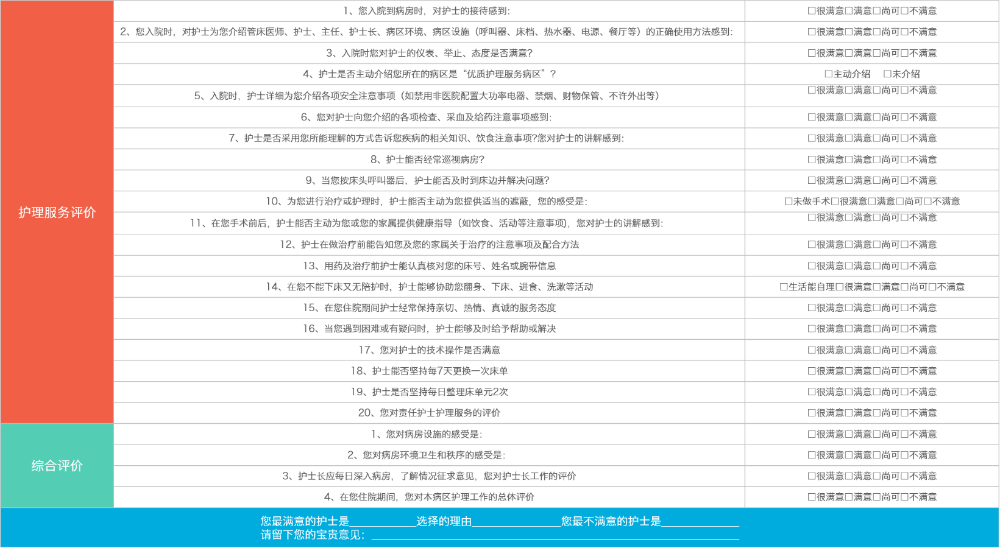 护理服务评价
1、您入院到病房时，对护士的接待感到：
□很满意□满意□尚可□不满意
2、您入院时，对护士为您介绍管床医师、护士、主任、护士长、病区环境、病区设施（呼叫器、床档、热水器、电源、餐厅等）的正确使用方法感到：
□很满意□满意□尚可□不满意
3、入院时您对护士的仪表、举止、态度是否满意？
□很满意□满意□尚可□不满意
4、护士是否主动介绍您所在的病区是“优质护理服务病区”？
□主动介绍 □未介绍
5、入院时，护士详细为您介绍各项安全注意事项（如禁用非医院配置大功率电器、禁烟、财物保管、不许外出等）
□很满意□满意□尚可□不满意
6、您对护士向您介绍的各项检查、采血及给药注意事项感到：
□很满意□满意□尚可□不满意
7、护士是否采用您所能理解的方式告诉您疾病的相关知识、饮食注意事项?您对护士的讲解感到：
□很满意□满意□尚可□不满意
8、护士能否经常巡视病房？
□很满意□满意□尚可□不满意
9、当您按床头呼叫器后，护士能否及时到床边并解决问题？
□很满意□满意□尚可□不满意
10、为您进行治疗或护理时，护士能否主动为您提供适当的遮蔽，您的感受是：
□未做手术□很满意□满意□尚可□不满意
11、在您手术前后，护士能否主动为您或您的家属提供健康指导（如饮食、活动等注意事项），您对护士的讲解感到：
□很满意□满意□尚可□不满意
12、护士在做治疗前能告知您及您的家属关于治疗的注意事项及配合方法
□很满意□满意□尚可□不满意
13、用药及治疗前护士能认真核对您的床号、姓名或腕带信息
□很满意□满意□尚可□不满意
14、在您不能下床又无陪护时，护士能够协助您翻身、下床、进食、洗漱等活动
□生活能自理□很满意□满意□尚可□不满意
15、在您住院期间护士经常保持亲切、热情、真诚的服务态度
□很满意□满意□尚可□不满意
16、当您遇到困难或有疑问时，护士能够及时给予帮助或解决
□很满意□满意□尚可□不满意
17、您对护士的技术操作是否满意
□很满意□满意□尚可□不满意
18、护士能否坚持每7天更换一次床单
□很满意□满意□尚可□不满意
19、护士是否坚持每日整理床单元2次
□很满意□满意□尚可□不满意
20、您对责任护士护理服务的评价
□很满意□满意□尚可□不满意
综合评价
1、您对病房设施的感受是：
□很满意□满意□尚可□不满意
2、您对病房环境卫生和秩序的感受是：
□很满意□满意□尚可□不满意
3、护士长应每日深入病房，了解情况征求意见，您对护士长工作的评价
□很满意□满意□尚可□不满意
4、在您住院期间，您对本病区护理工作的总体评价
□很满意□满意□尚可□不满意
您最满意的护士是____________选择的理由________________您最不满意的护士是______________
请留下您的宝贵意见：__________________________________________________________________